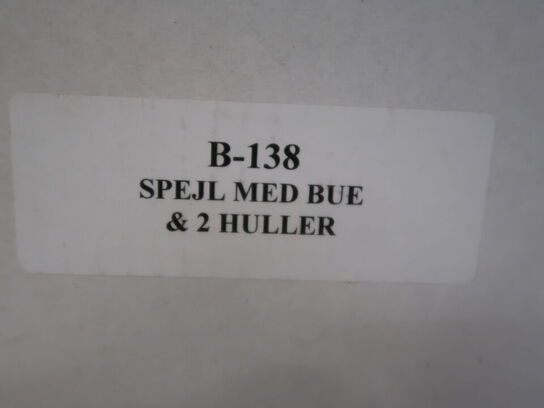 B-138
SPEJL MED BUE
& 2 HULLER